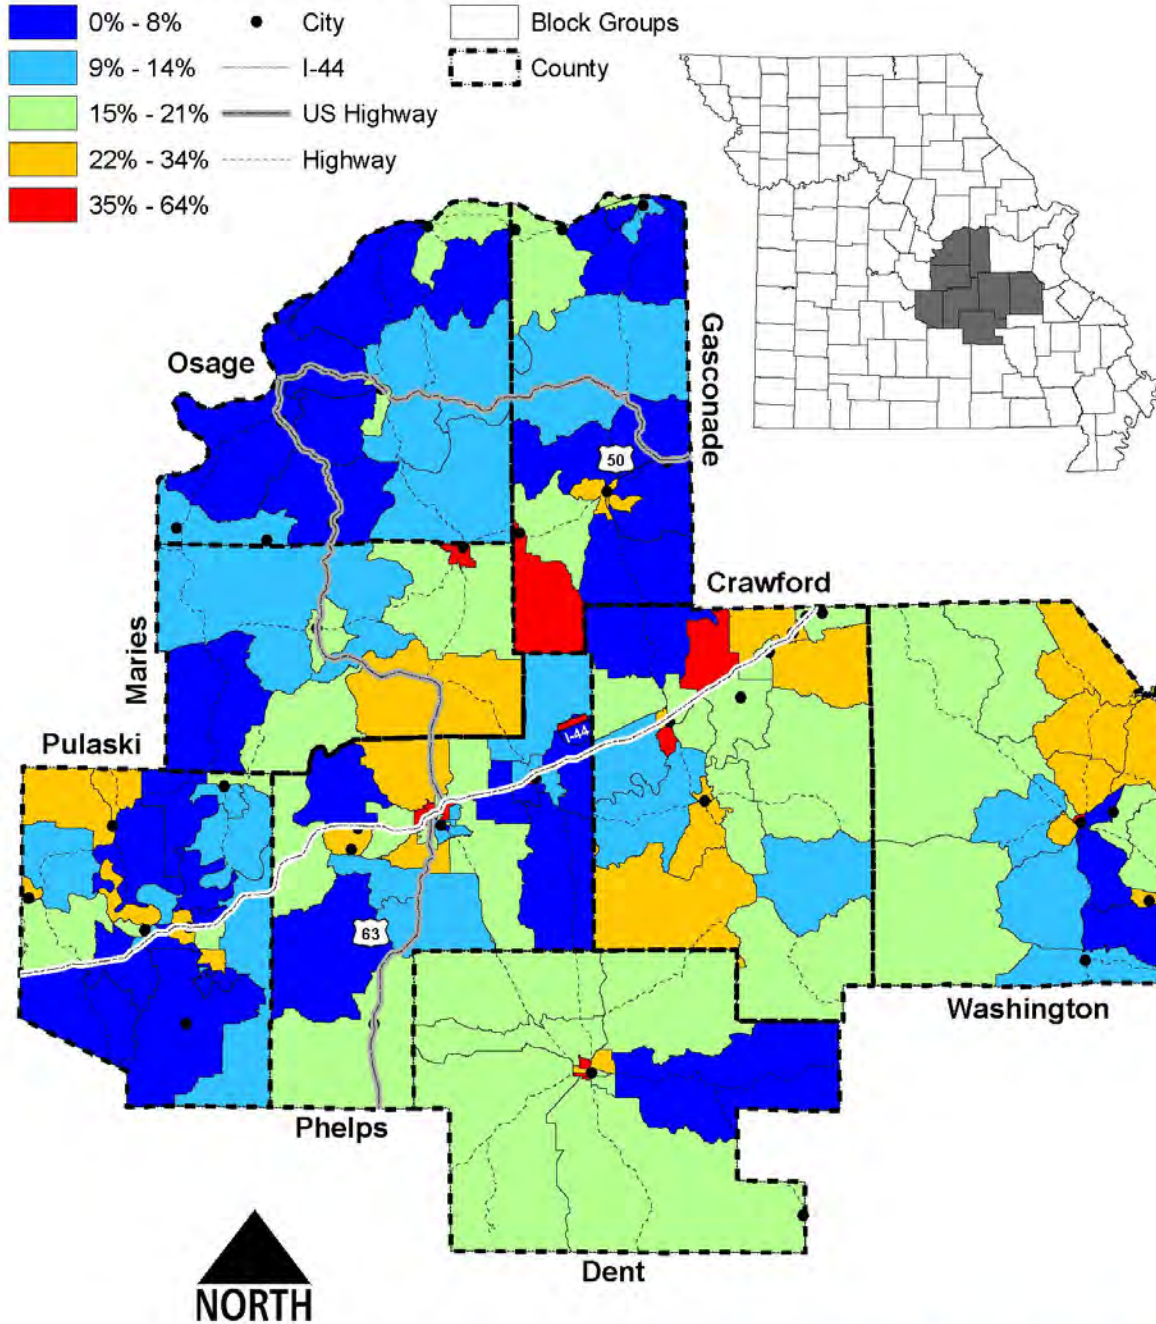 0% - 8%
City
Block Groups
9% - 14%
I-44
County
15% - 21%
US Highway
22% - 34%
Highway
35% - 64%
Osage
Gasconade
50
Crawford
Maries
Pulaski
I-44
63
Washington
Phelps
Dent
NORTH